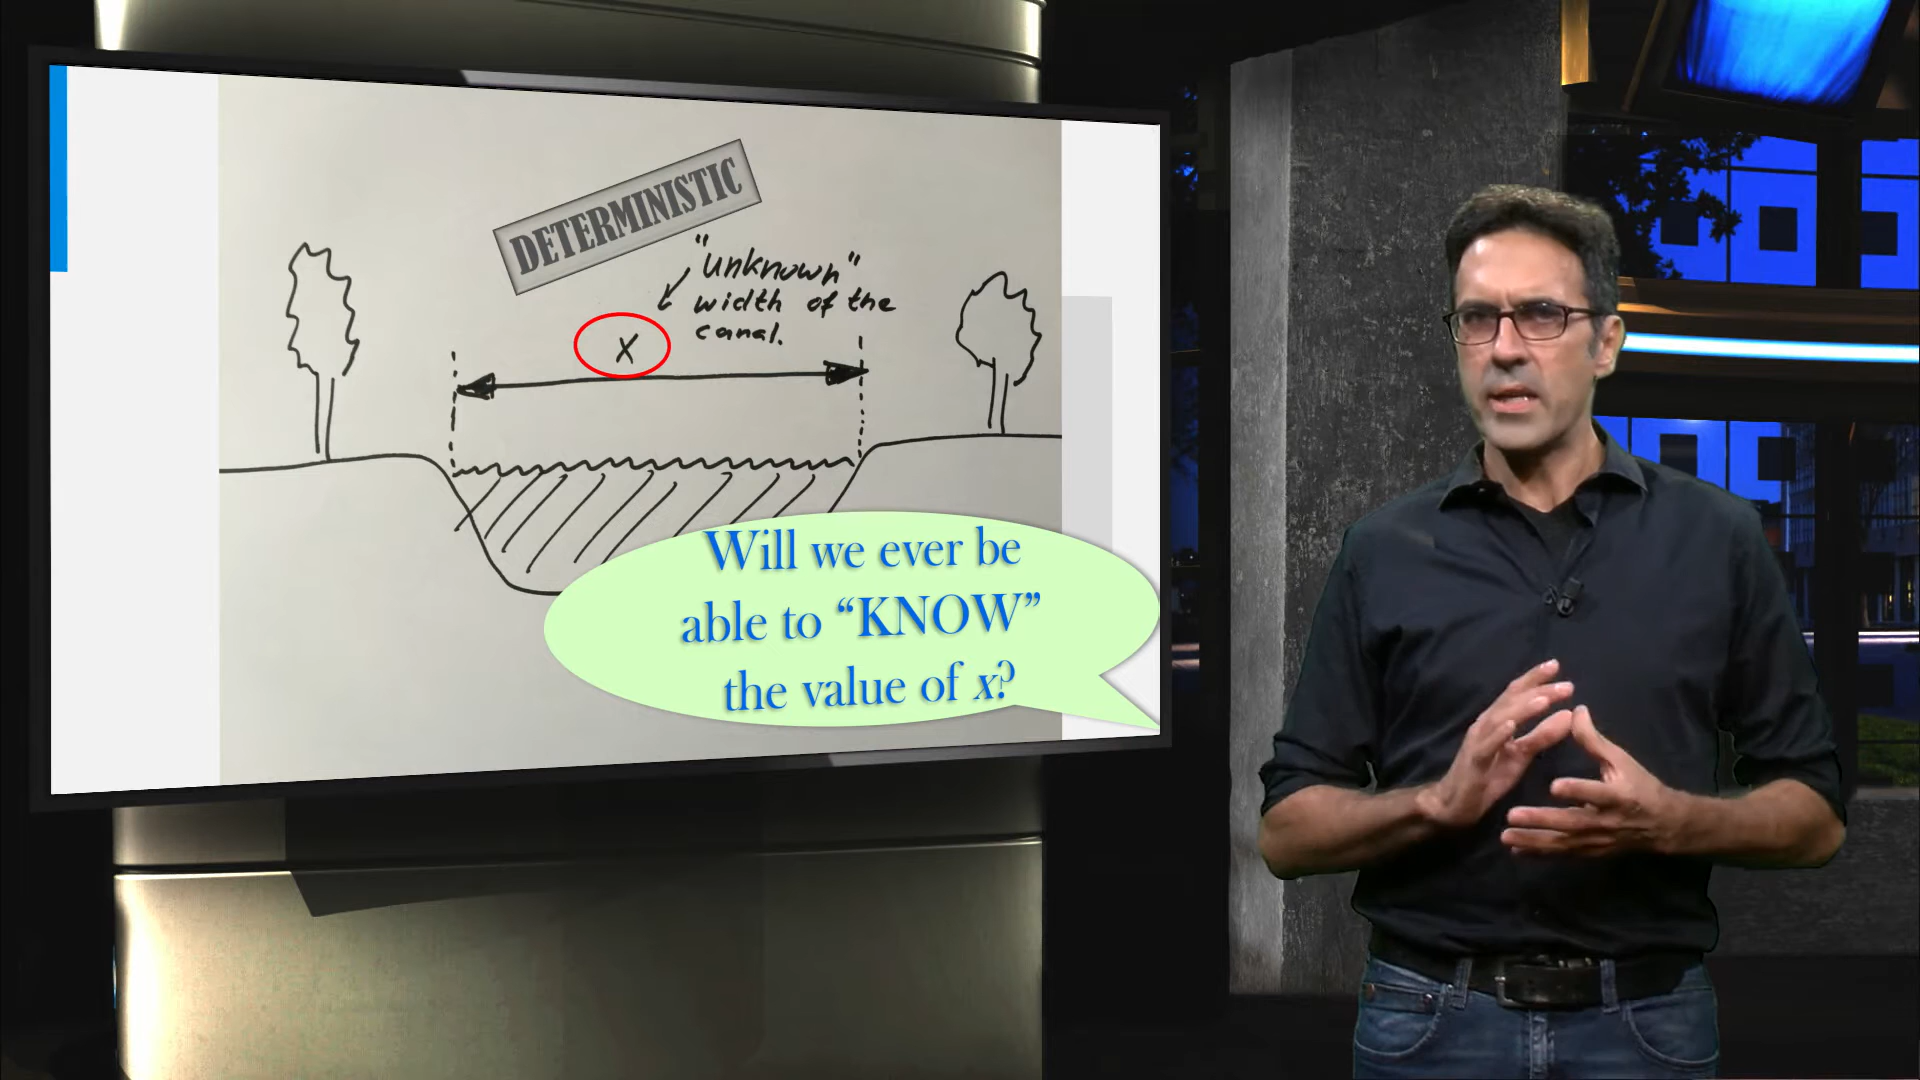 DETERMINISTIC
"unknown"
width of the
canal.
x
Will we ever be
able to “KNOW”
the value of x?